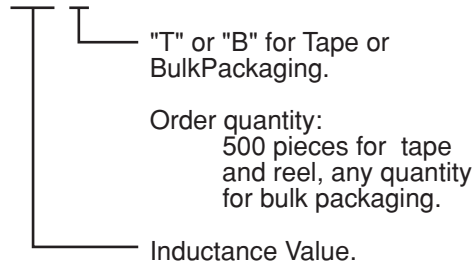 "T" or "B" for Tape or
BulkPackaging.
Order quantity:
500 pieces for tape
and reel, any quantity
for bulk packaging.
Inductance Value.